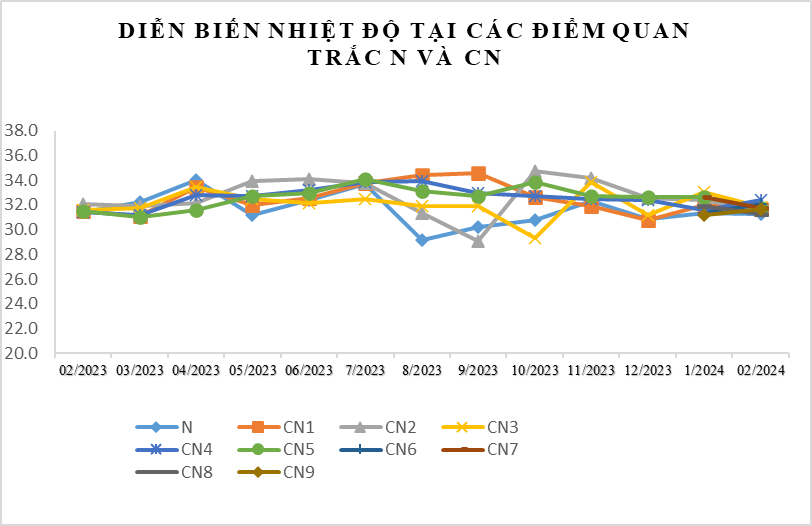 DIỄN BIẾN NHIỆT ĐỘ TẠI CÁC ĐIỂM QUAN
TRẮC N VÀ CN
38.0
36.0
34.0
32.0
30.0
28.0
26.0
24.0
22.0
20.0
02/2023 03/2023 04/2023 05/2023 06/2023 7/2023 8/2023 9/2023 10/2023 11/2023 12/2023 1/2024 02/2024
N CN1 CN2 CN3
CN4 CN5 CN6 CN7
CN8 CN9